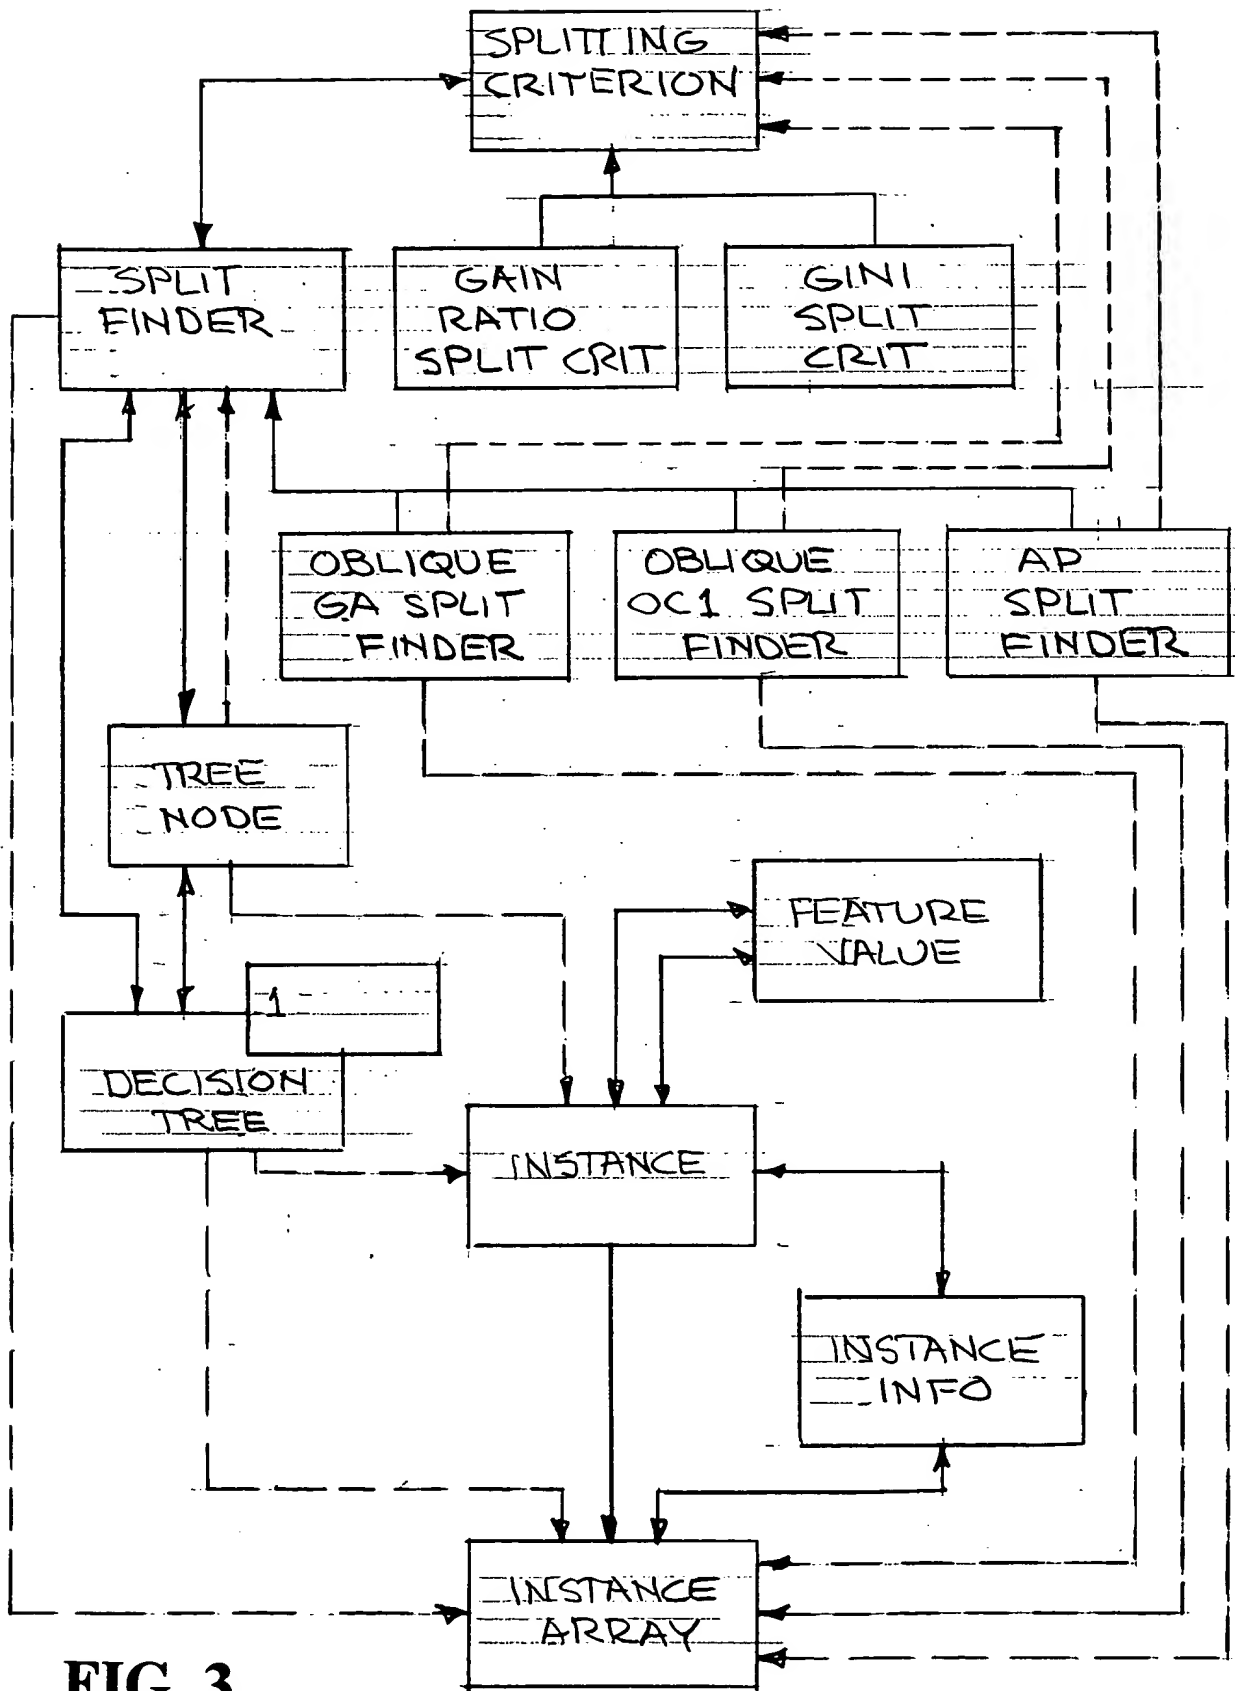 SPLITTING
CRITERION
SPLIT
FINDER
GAIN
RATIO
SPLIT CRIT
GINI
SPLIT
CRIT
OBLIQUE
GA SPLIT
FINDER
OBLIQUE
OC1 SPLIT
FINDER
AP
SPLIT
FINDER
TREE
NODE
FEATURE
VALUE
1
DECISION
TREE
INSTANCE
INSTANCE
INFO
INSTANCE
ARRAY
FIG. 3